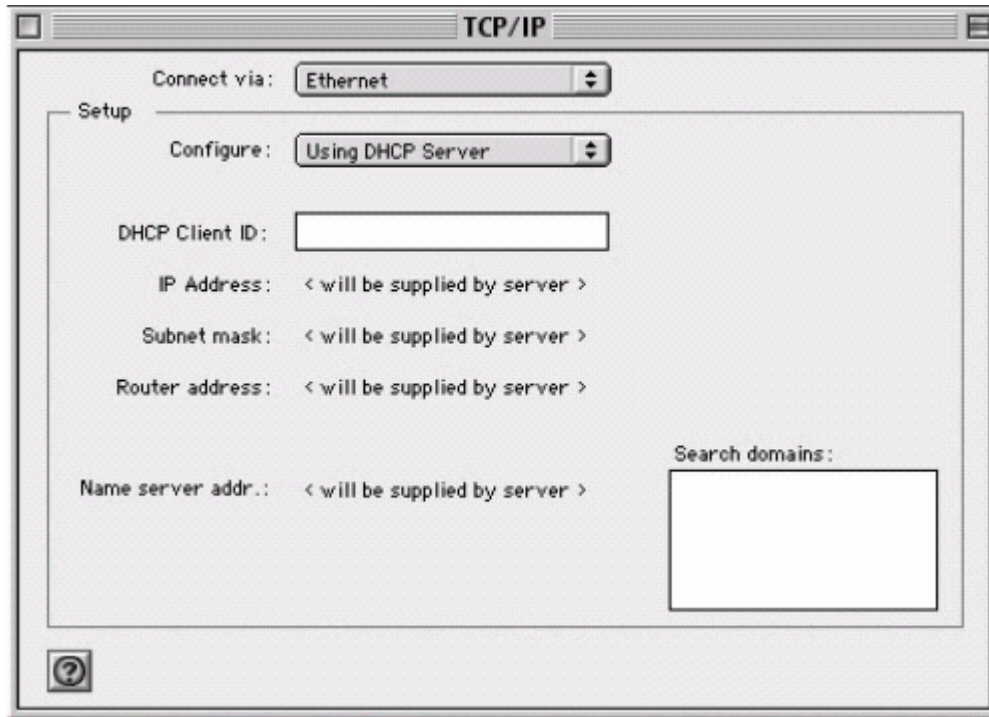 TCP/IP
Connect via: Ethernet
Setup
Configure: Using DHCP Server
DHCP Client ID:
IP Address: < will be supplied by server >
Subnet mask: < will be supplied by server >
Router address: < will be supplied by server >
Search domains:
Name server addr.: < will be supplied by server >
?